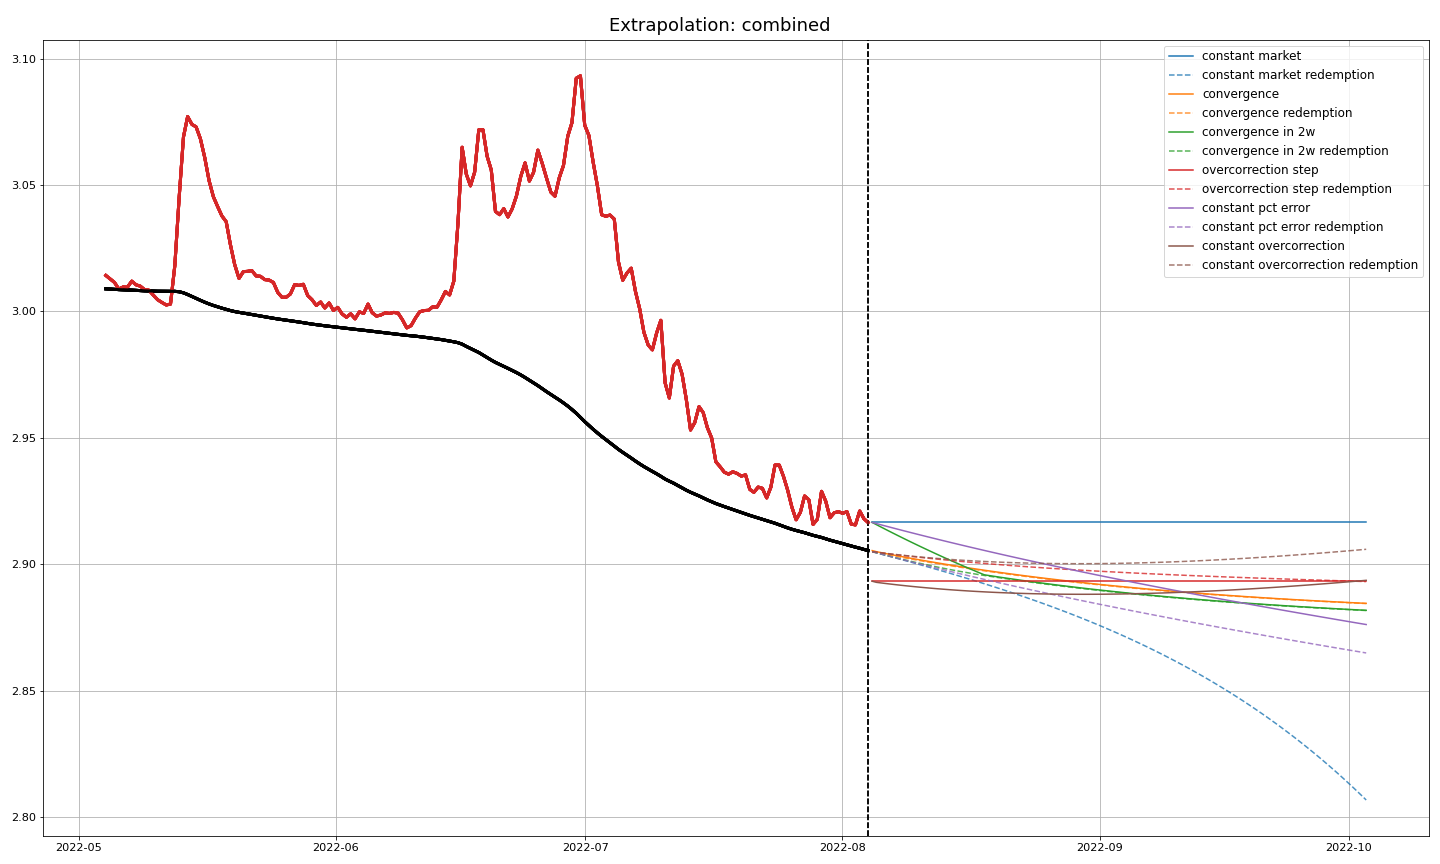 Extrapolation: combined
constant market
constant market redemption
convergence
convergence redemption
convergence in 2w
convergence in 2w redemption
overcorrection step
overcorrection step redemption
constant pct error
constant pct error redemption
constant overcorrection
constant overcorrection redemption
3.10
3.05
3.00
2.95
2.90
2.85
2.80
2022-05
2022-06
2022-07
2022-08
2022-09
2022-10